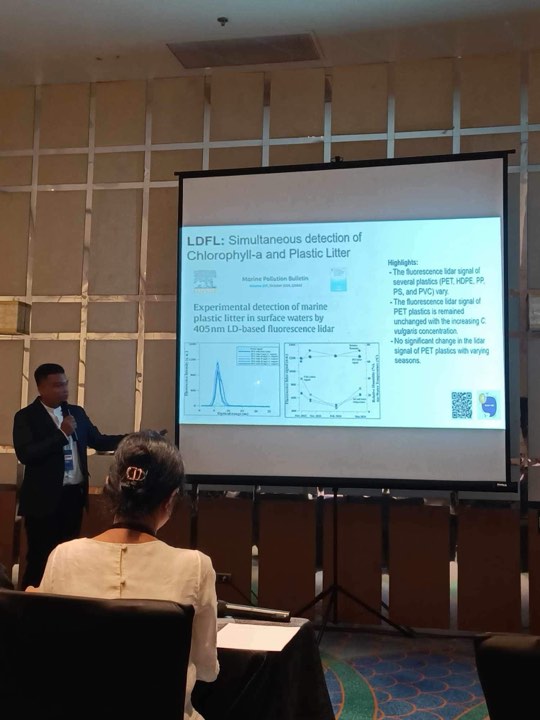 LDFL: Simultaneous detection of
Chlorophyll-a and Plastic Litter
Marine Pollution Bulletin
Experimental detection of marine
plastic litter in surface waters by
405 nm LD-based fluorescence lidar
Highlights:
- The fluorescence lidar signal of
several plastics (PET, HDPE, PP,
PS, and PVC) vary.
- The fluorescence lidar signal of
PET plastics is remained
unchanged with the increasing C.
vulgaris concentration.
- No significant change in the lidar
signal of PET plastics with varying
seasons.